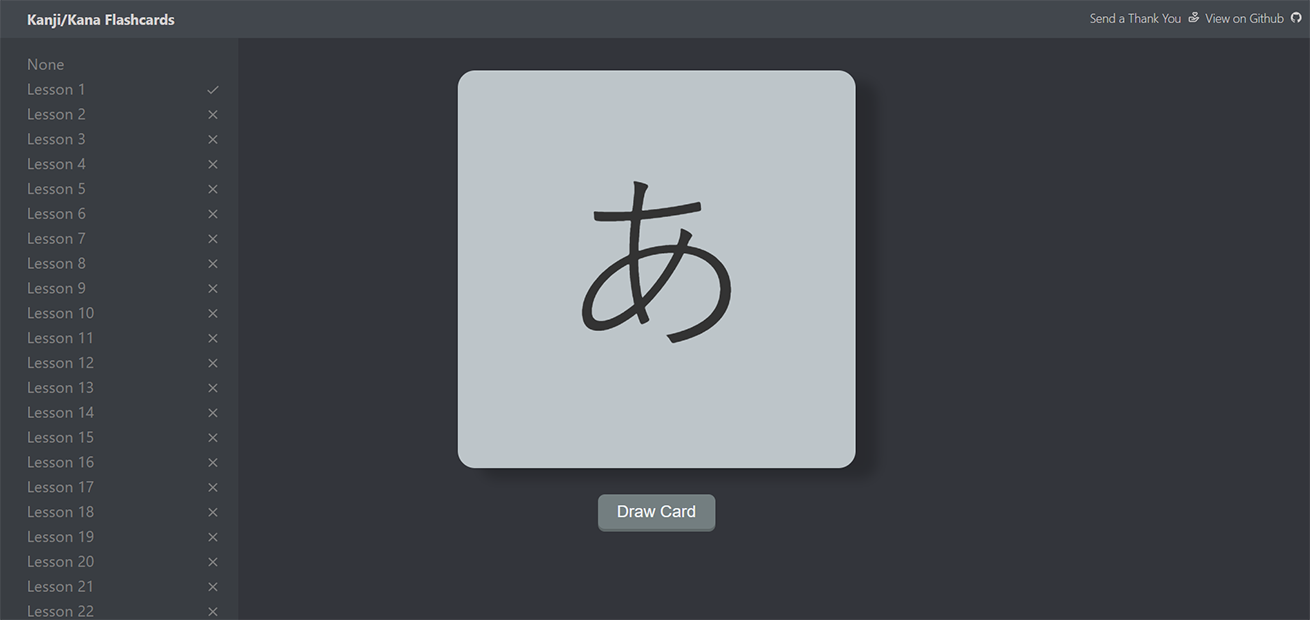 Kanji/Kana Flashcards
Send a Thank You View on Github
None
Lesson 1
Lesson 2
Lesson 3
Lesson 4
Lesson 5
Lesson 6
Lesson 7
Lesson 8
Lesson 9
Lesson 10
Lesson 11
Lesson 12
Lesson 13
Lesson 14
Lesson 15
Lesson 16
Lesson 17
Lesson 18
Lesson 19
Lesson 20
Lesson 21
Lesson 22
あ
Draw Card